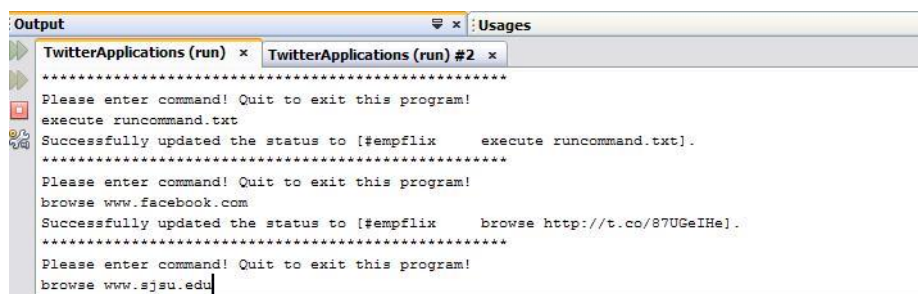 Output Usages
TwitterApplications (run) TwitterApplications (run) #2
****************************************************
Please enter command! Quit to exit this program!
execute runcommand.txt
Successfully updated the status to [#empflix execute runcommand.txt].
****************************************************
Please enter command! Quit to exit this program!
browse www.facebook.com
Successfully updated the status to [#empflix browse http://t.co/87UGeIHe].
****************************************************
Please enter command! Quit to exit this program!
browse www.sjsu.edu